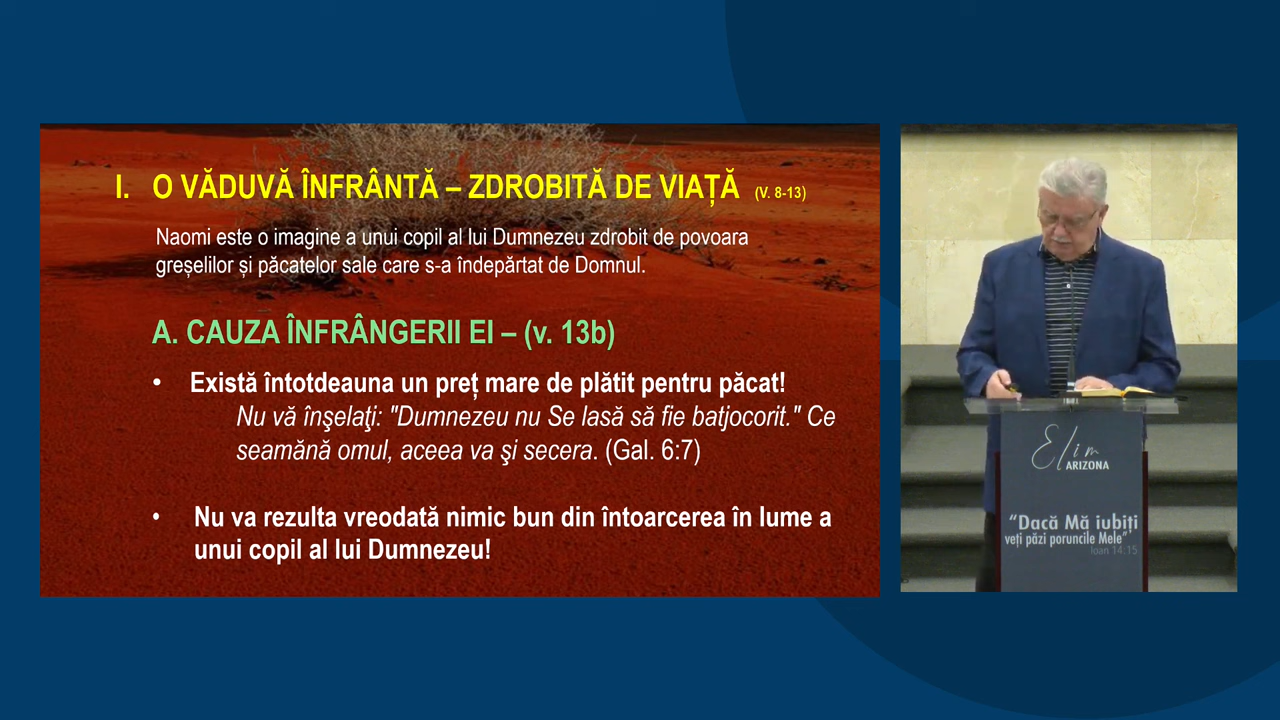 I. O VĂDUVĂ ÎNFRÂNTĂ – ZDROBITĂ DE VIAȚĂ (V. 8-13)
Naomi este o imagine a unui copil al lui Dumnezeu zdrobit de povoara
greșelilor și păcatelor sale care s-a îndepărtat de Domnul.
A. CAUZA ÎNFRÂNGERII EI – (v. 13b)
• Există întotdeauna un preț mare de plătit pentru păcat!
Nu vă înşelaţi: "Dumnezeu nu Se lasă să fie batjocorit." Ce
seamănă omul, aceea va şi secera. (Gal. 6:7)
• Nu va rezulta vreodată nimic bun din întoarcerea în lume a
unui copil al lui Dumnezeu!
Elim
ARIZONA
“Dacă Mă iubiți
veți păzi poruncile Mele”
Ioan 14:15